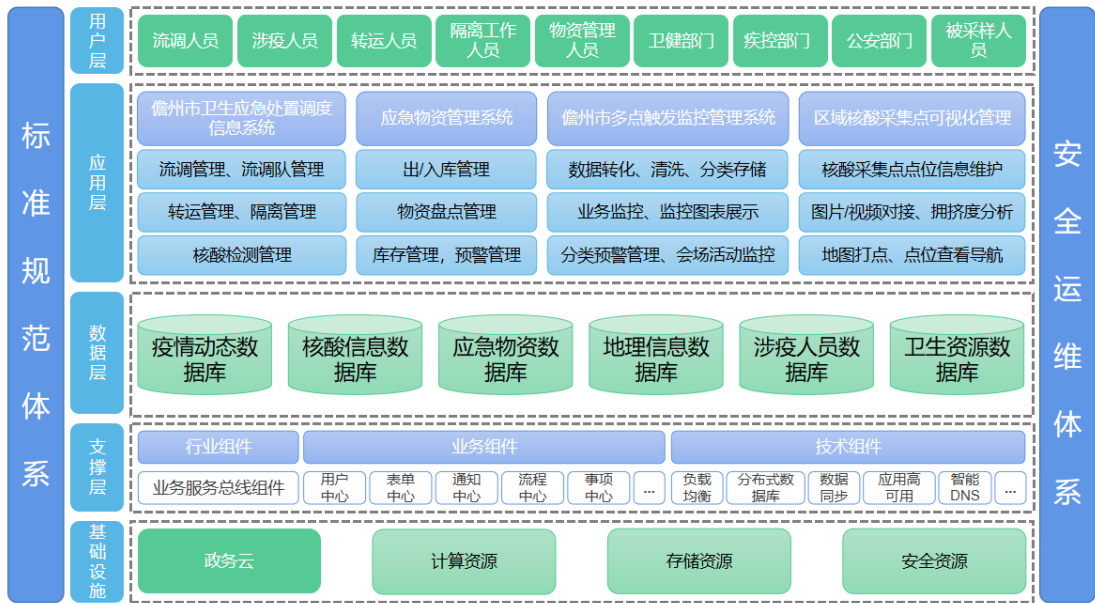 标准规范体系
安全运维体系
用户层
流调人员
涉疫人员
转运人员
隔离工作
人员
物资管理
人员
卫健部门
疾控部门
公安部门
被采样人
员
应用层
儋州市卫生应急处置调度
信息系统
应急物资管理系统
儋州市多点触发监控管理系统
区域核酸采集点可视化管理
流调管理、流调队管理
出/入库管理
数据转化、清洗、分类存储
核酸采集点点位信息维护
转运管理、隔离管理
物资盘点管理
业务监控、监控图表展示
图片/视频对接、拥挤度分析
核酸检测管理
库存管理，预警管理
分类预警管理、会场活动监控
地图打点、点位查看导航
数据层
疫情动态数
据库
核酸信息数
据库
应急物资数
据库
地理信息数
据库
涉疫人员数
据库
卫生资源数
据库
支撑层
行业组件
业务组件
技术组件
业务服务总线组件
用户
中心
表单
中心
通知
中心
流程
中心
事项
中心
...
负载
均衡
分布式数
据库
数据
同步
应用高
可用
智能
DNS
...
基础设施
政务云
计算资源
存储资源
安全资源